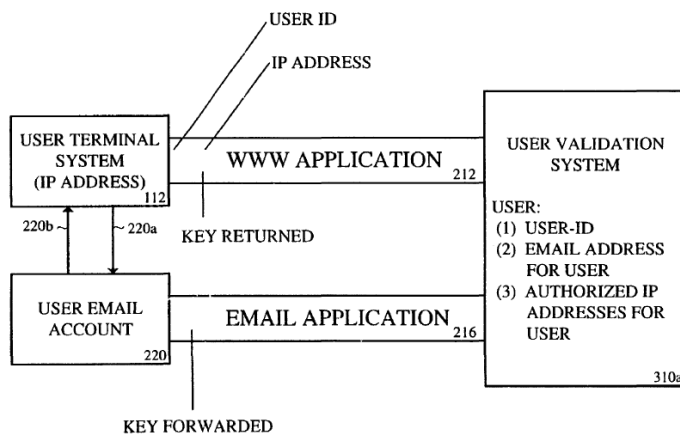 USER ID
IP ADDRESS
USER TERMINAL
SYSTEM
(IP ADDRESS)
112
WWW APPLICATION
212
KEY RETURNED
220b
220a
USER EMAIL
ACCOUNT
220
EMAIL APPLICATION
216
KEY FORWARDED
USER VALIDATION
SYSTEM
USER:
(1) USER-ID
(2) EMAIL ADDRESS
FOR USER
(3) AUTHORIZED IP
ADDRESSES FOR
USER
310a